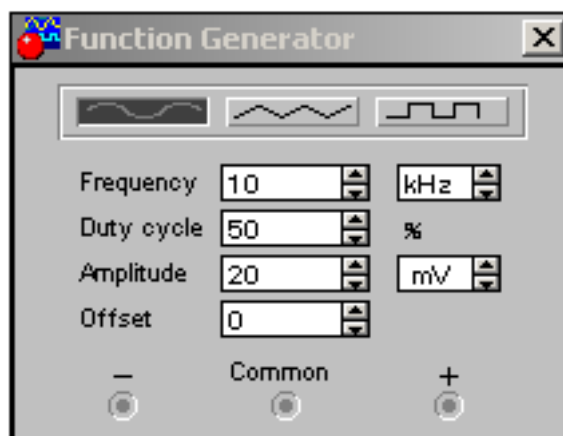 Function Generator
Frequency 10 kHz
Duty cycle 50 %
Amplitude 20 mV
Offset 0
− Common +